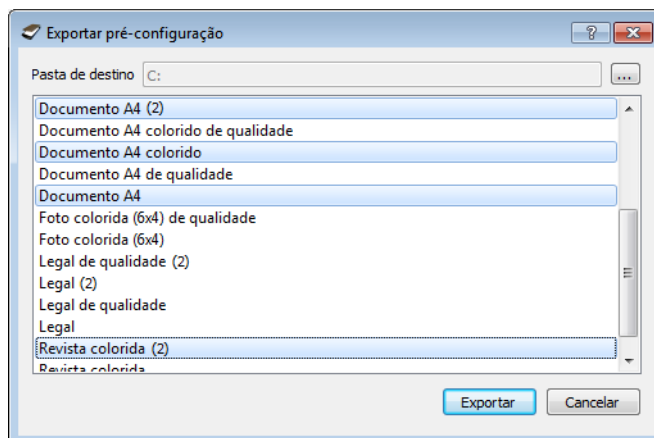 Exportar pré-configuração
Pasta de destino C:
...
Documento A4 (2)
Documento A4 colorido de qualidade
Documento A4 colorido
Documento A4 de qualidade
Documento A4
Foto colorida (6x4) de qualidade
Foto colorida (6x4)
Legal de qualidade (2)
Legal (2)
Legal de qualidade
Legal
Revista colorida (2)
Revista colorida
Exportar Cancelar